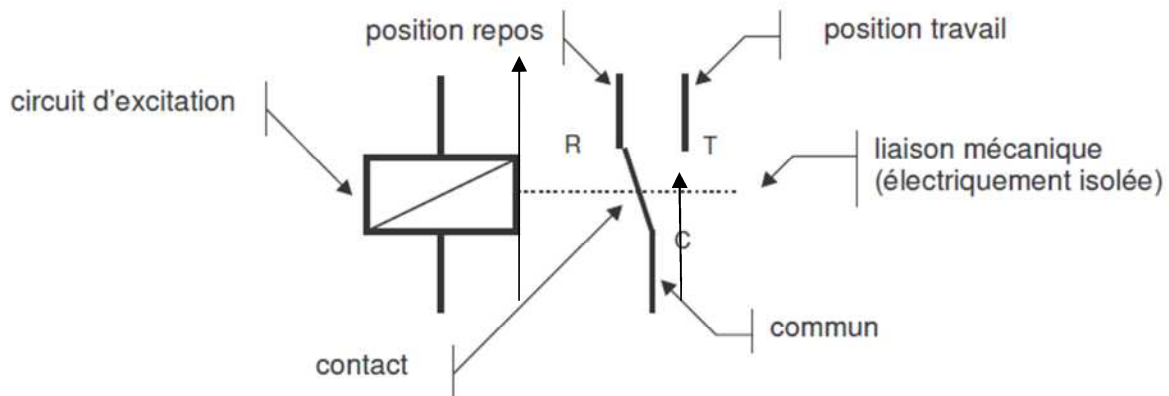 position repos
position travail
circuit d'excitation
R
T
liaison mécanique
(électriquement isolée)
C
commun
contact